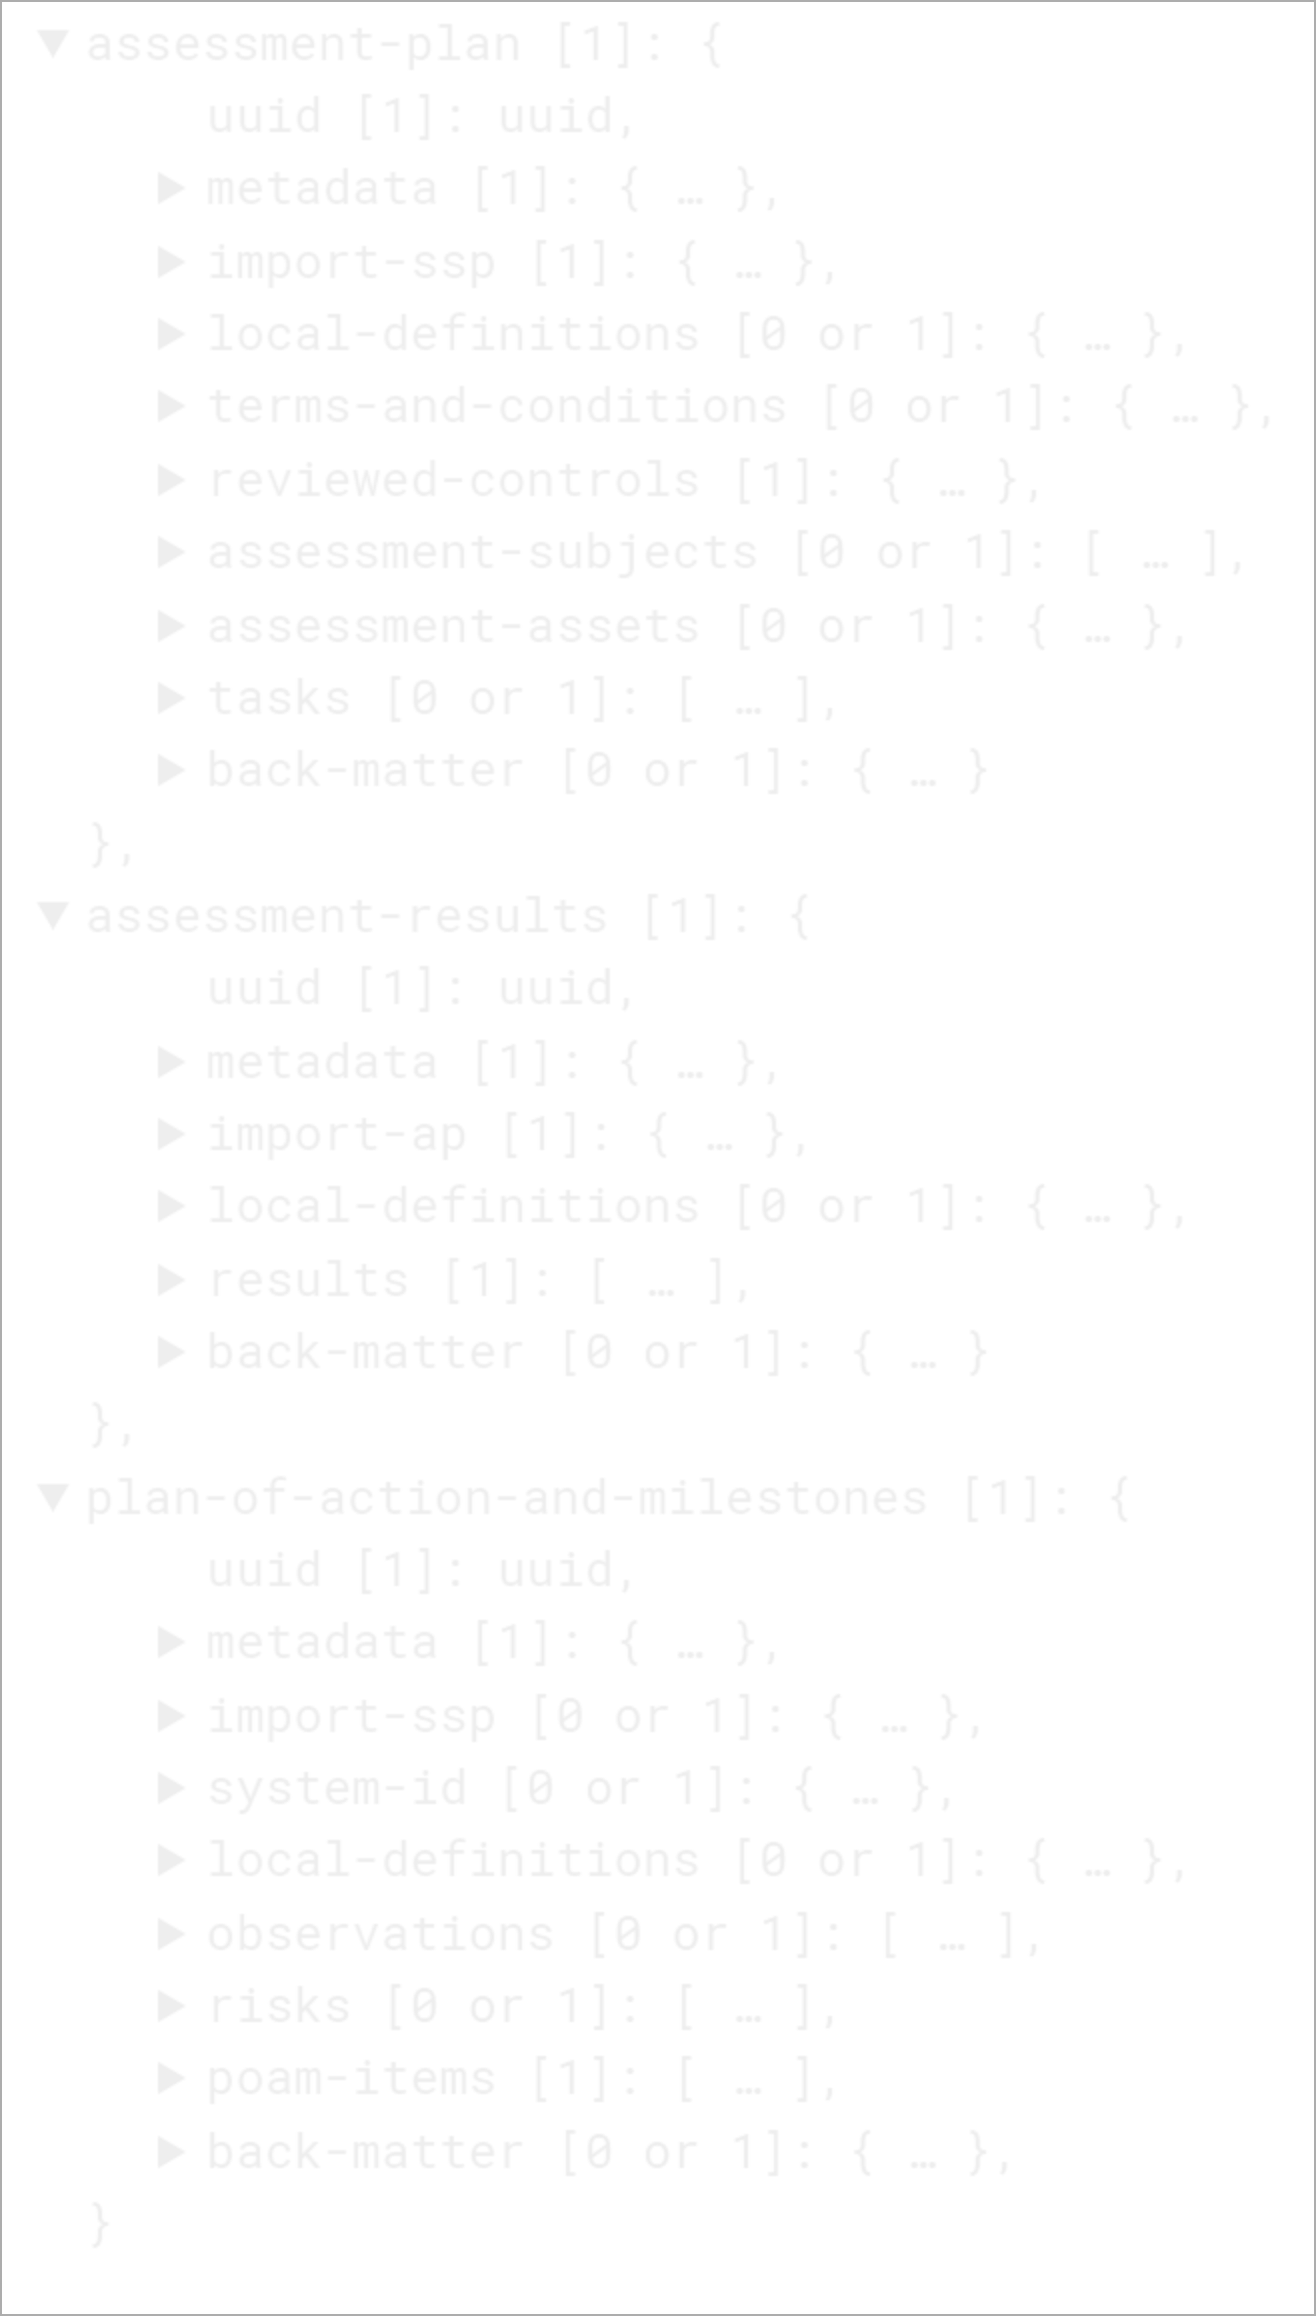 ▼ assessment-plan [1]: {
uuid [1]: uuid,
▶ metadata [1]: { … },
▶ import-ssp [1]: { … },
▶ local-definitions [0 or 1]: { … },
▶ terms-and-conditions [0 or 1]: { … },
▶ reviewed-controls [1]: { … },
▶ assessment-subjects [0 or 1]: [ … ],
▶ assessment-assets [0 or 1]: { … },
▶ tasks [0 or 1]: [ … ],
▶ back-matter [0 or 1]: { … }
},
▼ assessment-results [1]: {
uuid [1]: uuid,
▶ metadata [1]: { … },
▶ import-ap [1]: { … },
▶ local-definitions [0 or 1]: { … },
▶ results [1]: [ … ],
▶ back-matter [0 or 1]: { … }
},
▼ plan-of-action-and-milestones [1]: {
uuid [1]: uuid,
▶ metadata [1]: { … },
▶ import-ssp [0 or 1]: { … },
▶ system-id [0 or 1]: { … },
▶ local-definitions [0 or 1]: { … },
▶ observations [0 or 1]: [ … ],
▶ risks [0 or 1]: [ … ],
▶ poam-items [1]: [ … ],
▶ back-matter [0 or 1]: { … },
}